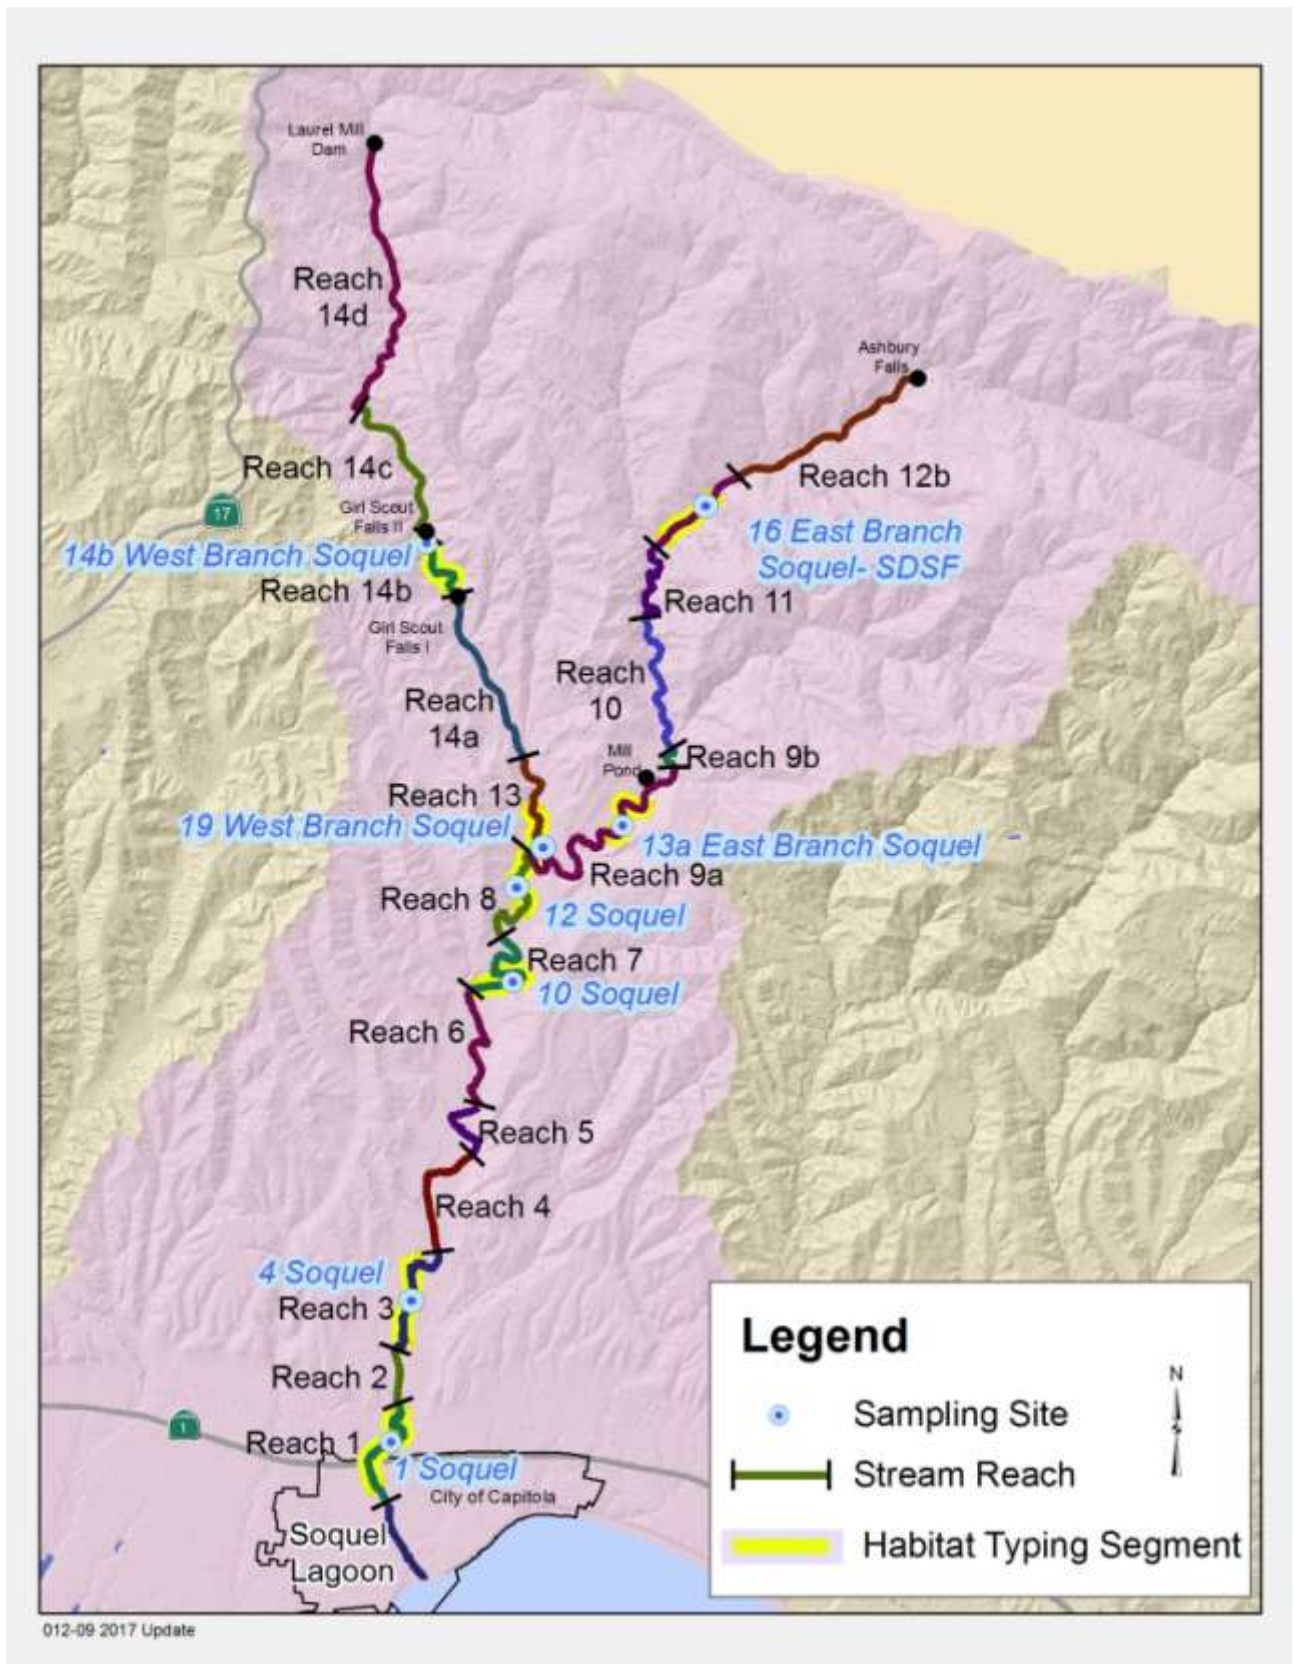 Laurel Mill
Dam
Reach
14d
Ashbury
Falls
Reach 14c
Reach 12b
Girl Scout
Falls II
17
16 East Branch
Soquel- SDSF
14b West Branch Soquel
Reach 14b
Reach 11
Girl Scout
Falls I
Reach
10
Reach
14a
Mill
Pond
Reach 9b
Reach 13
19 West Branch Soquel
13a East Branch Soquel
Reach 9a
Reach 8
12 Soquel
Reach 7
10 Soquel
Reach 6
Reach 5
Reach 4
4 Soquel
Reach 3
Reach 2
1
Reach 1
1 Soquel
City of Capitola
Soquel
Lagoon
Legend
N
Sampling Site
Stream Reach
Habitat Typing Segment
012-09 2017 Update